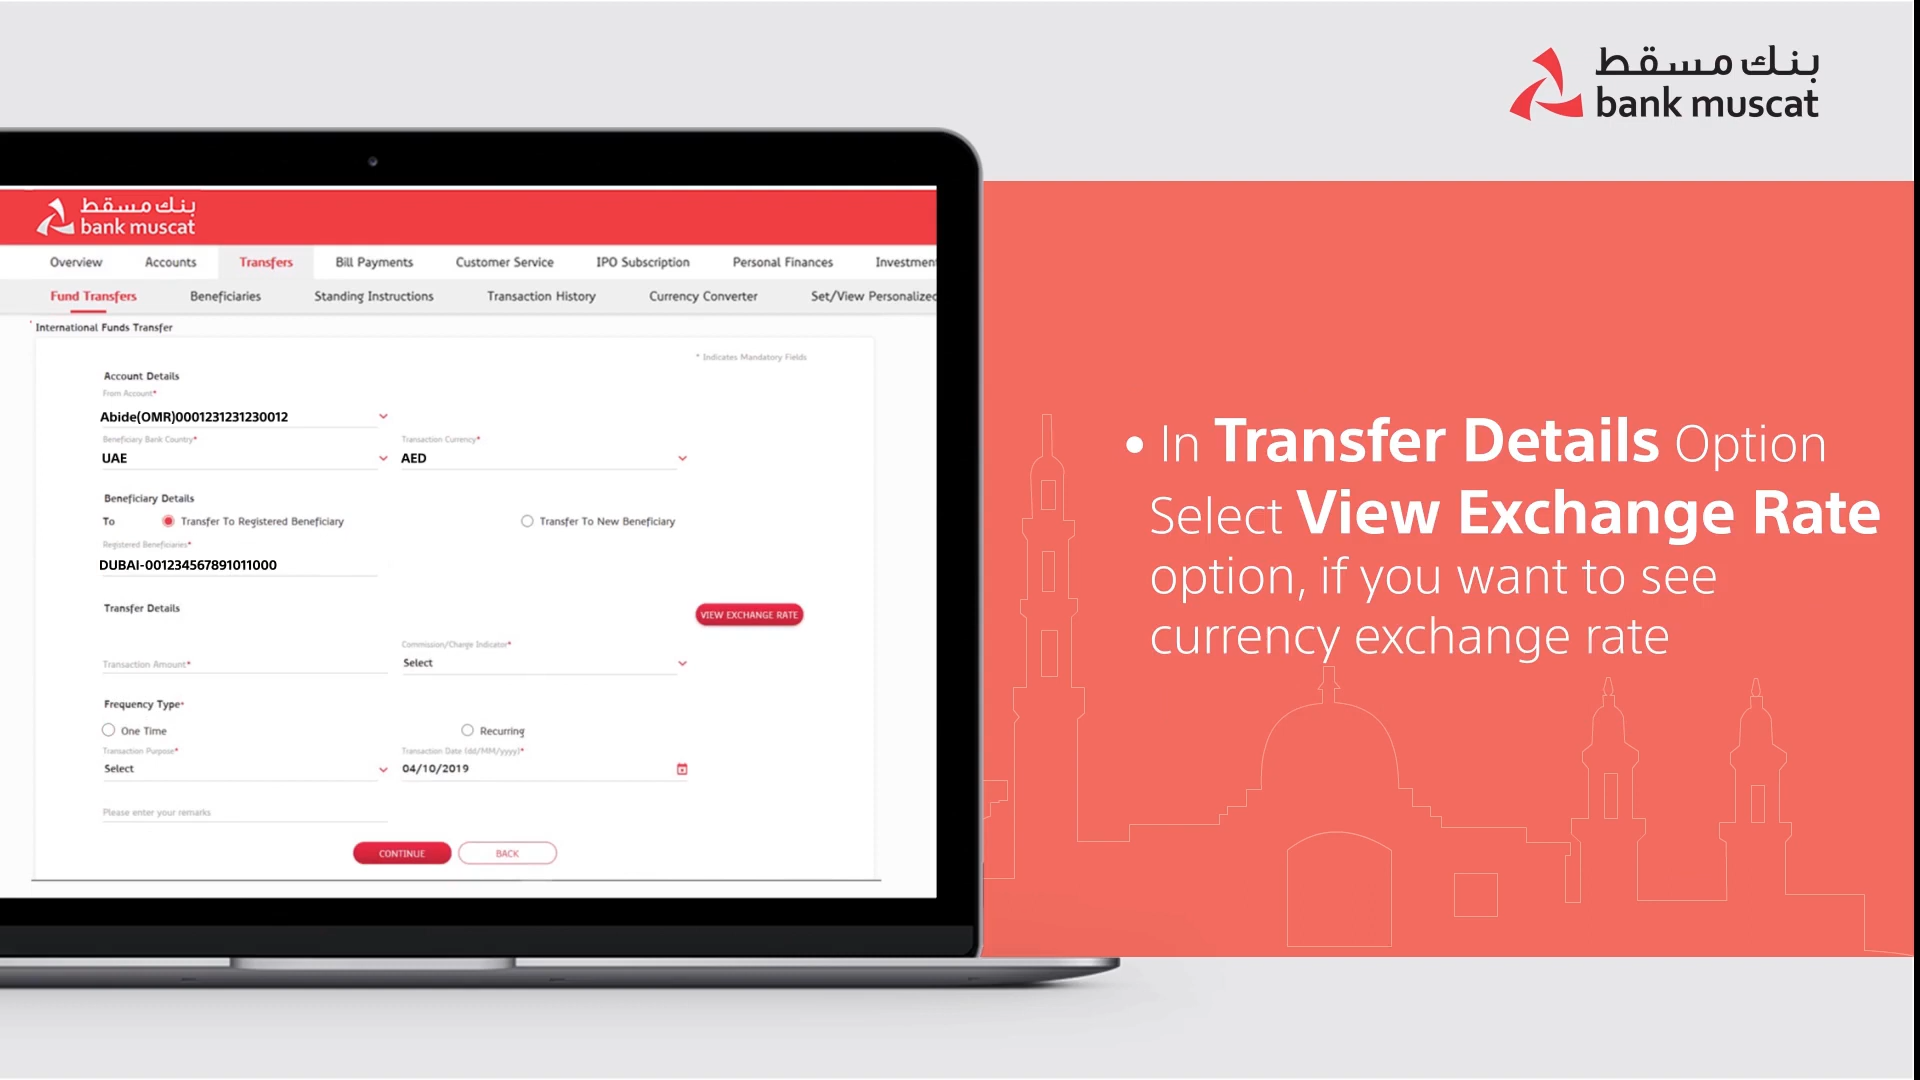 بنك مسقط
bank muscat
بنك مسقط
bank muscat
Overview Accounts Transfers Bill Payments Customer Service IPO Subscription Personal Finances Investmen
Fund Transfers Beneficiaries Standing Instructions Transaction History Currency Converter Set/View Personalized
International Funds Transfer
* Indicates Mandatory Fields
Account Details
From Account*
Abide(OMR)0001231231230012
Beneficiary Bank Country* Transaction Currency*
UAE AED
Beneficiary Details
To Transfer To Registered Beneficiary Transfer To New Beneficiary
Registered Beneficiaries*
DUBAI-001234567891011000
Transfer Details
VIEW EXCHANGE RATE
Commission/Charge Indicator*
Transaction Amount* Select
Frequency Type*
One Time Recurring
Transaction Purpose* Transaction Date (dd/MM/yyyy)*
Select 04/10/2019
Please enter your remarks
CONTINUE BACK
• In Transfer Details Option
Select View Exchange Rate
option, if you want to see
currency exchange rate